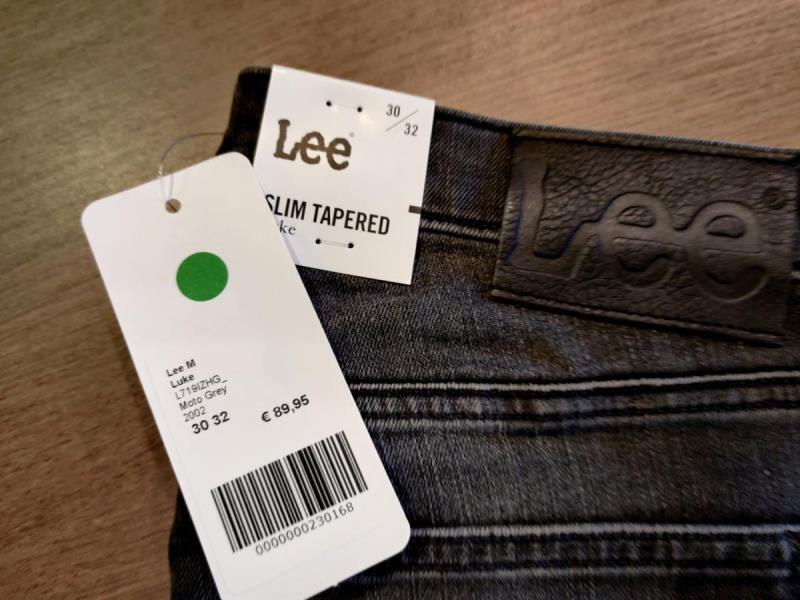 Lee
30
32
SLIM TAPERED
ke
Lee
Lee M
Luke
L719IZHG_
Moto Grey
2002
30 32
€ 89,95
0000000230168